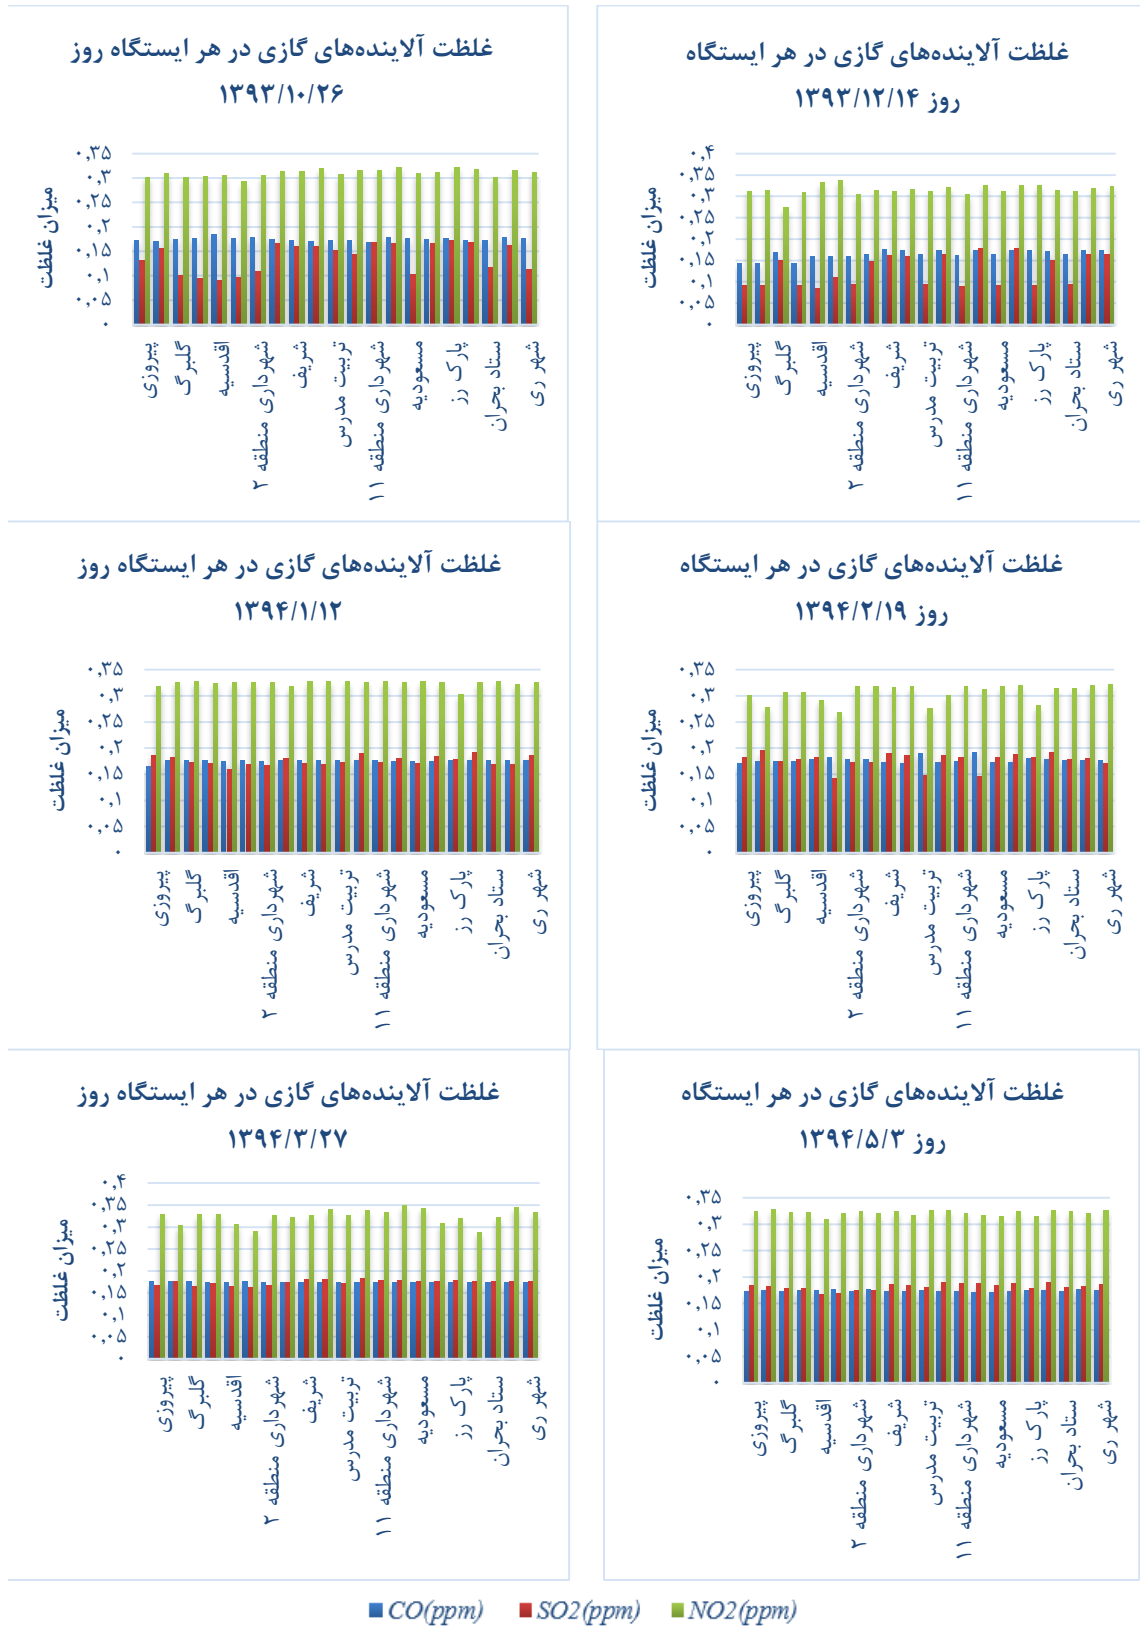 غلظت آلاینده‌های گازی در هر ایستگاه روز
۱۳۹۳/۱۰/۲۶
میزان غلظت
۰,۳۵
۰,۳
۰,۲۵
۰,۲
۰,۱۵
۰,۱
۰,۰۵
۰
پیروزی
گلبرگ
اقدسیه
شهرداری منطقه ۲
شریف
تربیت مدرس
شهرداری منطقه ۱۱
مسعودیه
پارک رز
ستاد بحران
شهر ری
غلظت آلاینده‌های گازی در هر ایستگاه
روز ۱۳۹۳/۱۲/۱۴
میزان غلظت
۰,۴
۰,۳۵
۰,۳
۰,۲۵
۰,۲
۰,۱۵
۰,۱
۰,۰۵
۰
پیروزی
گلبرگ
اقدسیه
شهرداری منطقه ۲
شریف
تربیت مدرس
شهرداری منطقه ۱۱
مسعودیه
پارک رز
ستاد بحران
شهر ری
غلظت آلاینده‌های گازی در هر ایستگاه روز
۱۳۹۴/۱/۱۲
میزان غلظت
۰,۳۵
۰,۳
۰,۲۵
۰,۲
۰,۱۵
۰,۱
۰,۰۵
۰
پیروزی
گلبرگ
اقدسیه
شهرداری منطقه ۲
شریف
تربیت مدرس
شهرداری منطقه ۱۱
مسعودیه
پارک رز
ستاد بحران
شهر ری
غلظت آلاینده‌های گازی در هر ایستگاه
روز ۱۳۹۴/۲/۱۹
میزان غلظت
۰,۳۵
۰,۳
۰,۲۵
۰,۲
۰,۱۵
۰,۱
۰,۰۵
۰
پیروزی
گلبرگ
اقدسیه
شهرداری منطقه ۲
شریف
تربیت مدرس
شهرداری منطقه ۱۱
مسعودیه
پارک رز
ستاد بحران
شهر ری
غلظت آلاینده‌های گازی در هر ایستگاه روز
۱۳۹۴/۳/۲۷
میزان غلظت
۰,۴
۰,۳۵
۰,۳
۰,۲۵
۰,۲
۰,۱۵
۰,۱
۰,۰۵
۰
پیروزی
گلبرگ
اقدسیه
شهرداری منطقه ۲
شریف
تربیت مدرس
شهرداری منطقه ۱۱
مسعودیه
پارک رز
ستاد بحران
شهر ری
غلظت آلاینده‌های گازی در هر ایستگاه
روز ۱۳۹۴/۵/۳
میزان غلظت
۰,۳۵
۰,۳
۰,۲۵
۰,۲
۰,۱۵
۰,۱
۰,۰۵
۰
پیروزی
گلبرگ
اقدسیه
شهرداری منطقه ۲
شریف
تربیت مدرس
شهرداری منطقه ۱۱
مسعودیه
پارک رز
ستاد بحران
شهر ری
CO(ppm) SO2(ppm) NO2(ppm)